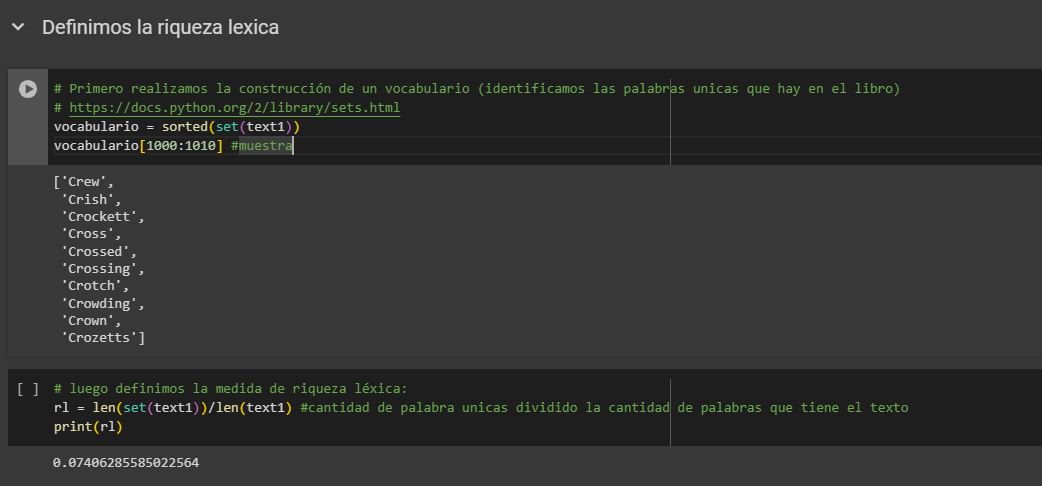 Definimos la riqueza lexica
# Primero realizamos la construcción de un vocabulario (identificamos las palabras unicas que hay en el libro)
# https://docs.python.org/2/library/sets.html
vocabulario = sorted(set(text1))
vocabulario[1000:1010] #muestra
['Crew',
'Crish',
'Crockett',
'Cross',
'Crossed',
'Crossing',
'Crotch',
'Crowding',
'Crown',
'Crozetts']
[ ] # luego definimos la medida de riqueza léxica:
rl = len(set(text1))/len(text1) #cantidad de palabra unicas dividido la cantidad de palabras que tiene el texto
print(rl)
0.07406285585022564